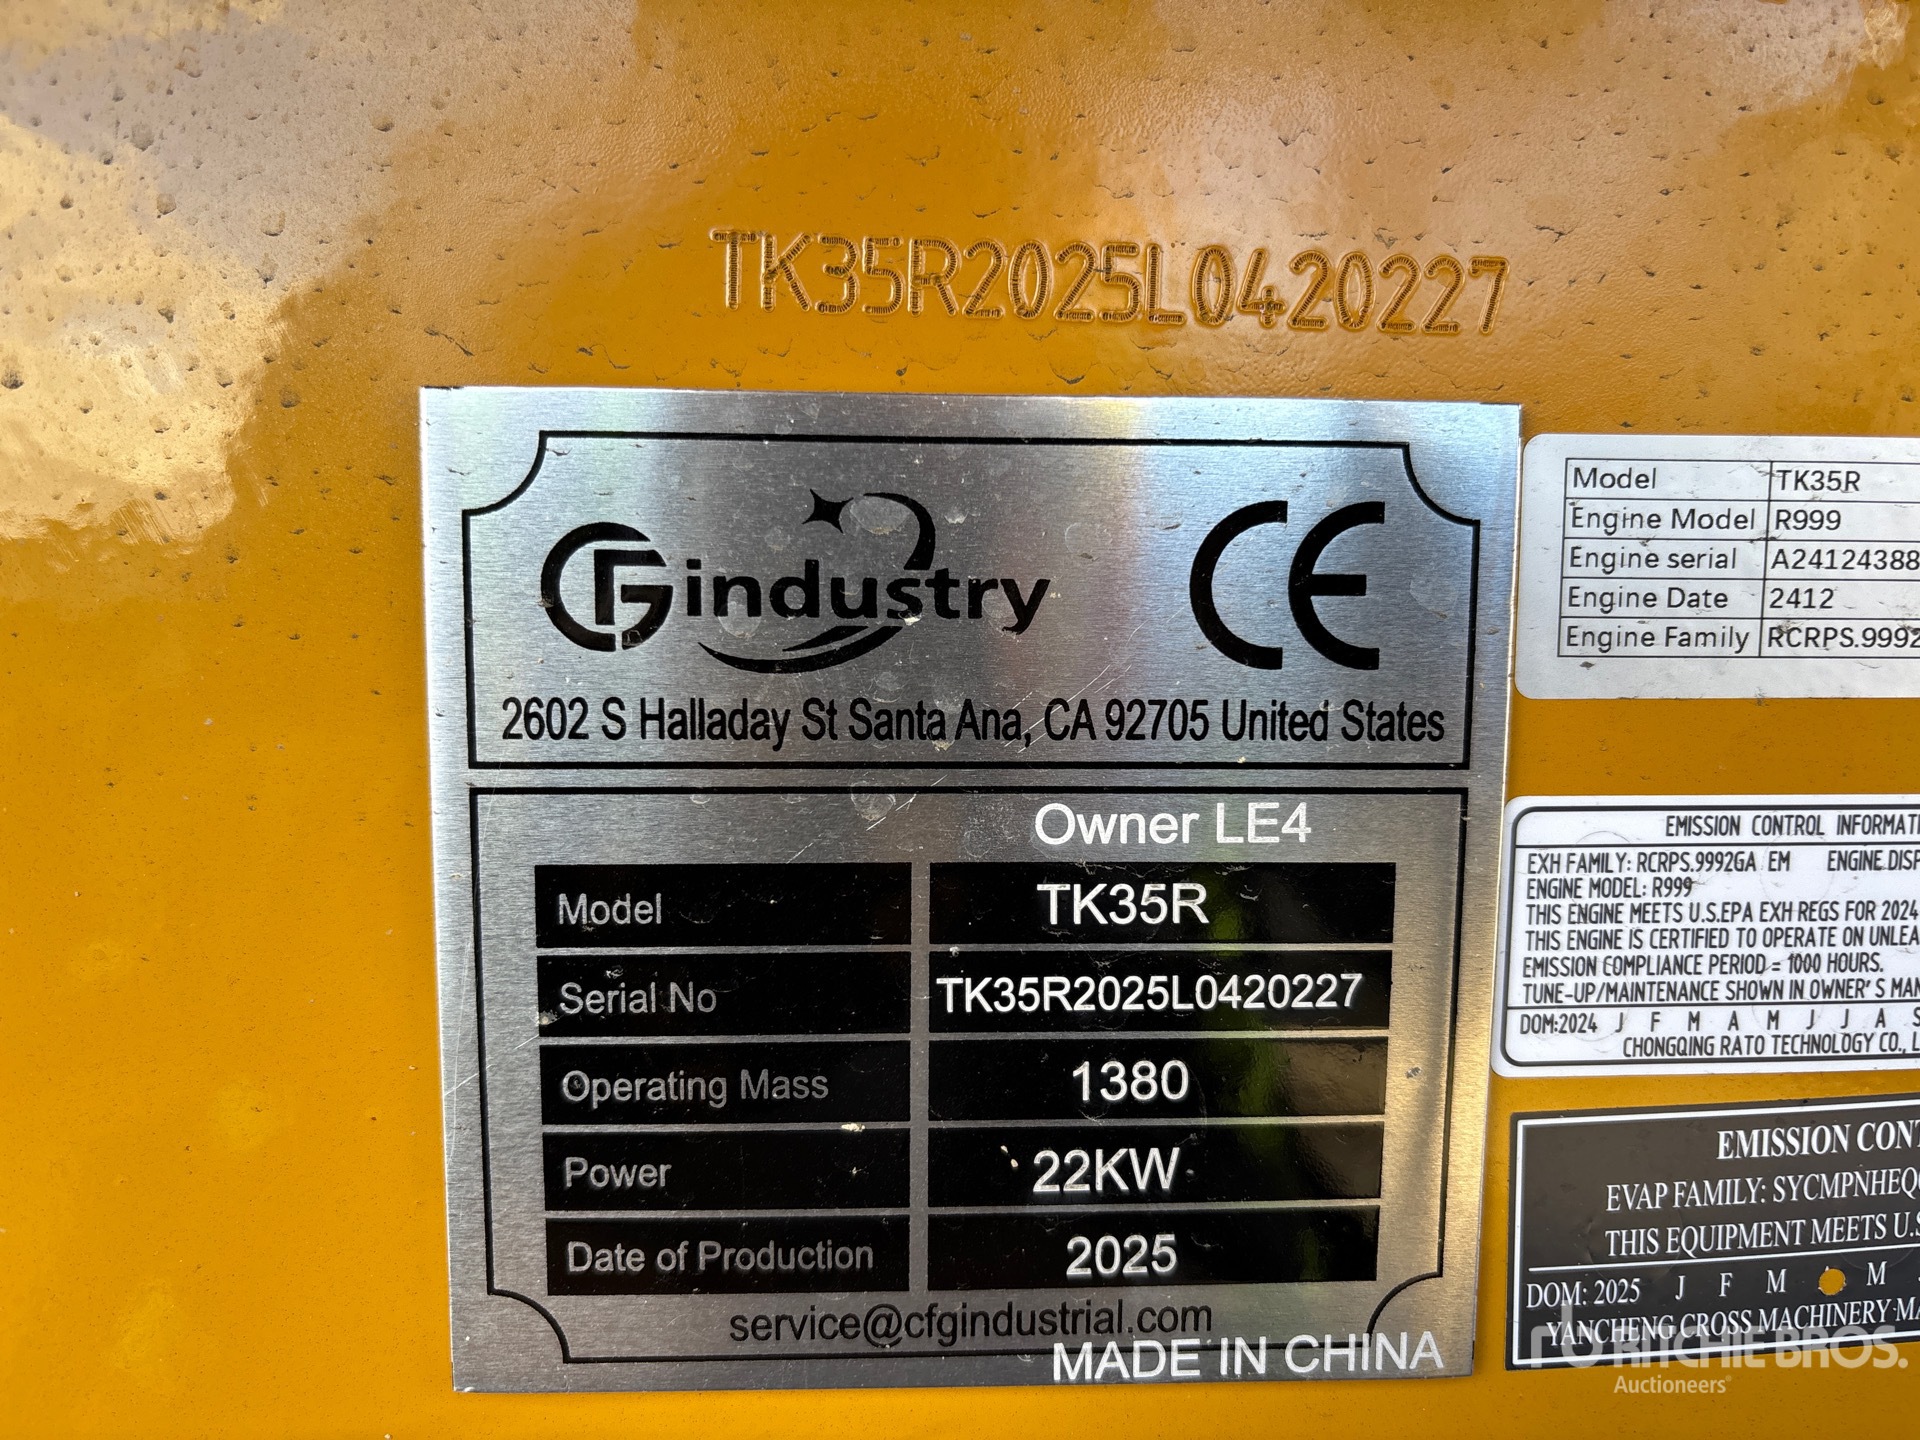 TK35R2025L0420227
CFGindustry
CE
2602 S Halladay St Santa Ana, CA 92705 United States
Owner LE4
Model TK35R
Serial No TK35R2025L0420227
Operating Mass 1380
Power 22KW
Date of Production 2025
service@cfgindustrial.com
MADE IN CHINA
Model TK35R
Engine Model R999
Engine serial A24124388
Engine Date 2412
Engine Family RCRPS.9992
EMISSION CONTROL INFORMATI
EXH FAMILY: RCRPS.9992GA EM ENGINE DISP
ENGINE MODEL: R999
THIS ENGINE MEETS U.S.EPA EXH REGS FOR 2024
THIS ENGINE IS CERTIFIED TO OPERATE ON UNLEA
EMISSION COMPLIANCE PERIOD = 1000 HOURS.
TUNE-UP/MAINTENANCE SHOWN IN OWNER'S MAN
DOM:2024 J F M A M J J A S
CHONGQING RATO TECHNOLOGY CO., L
EMISSION CONT
EVAP FAMILY: SYCMPNHEQ
THIS EQUIPMENT MEETS U.S
DOM: 2025 J F M M
YANCHENG CROSS MACHINERY MA
RITCHIE BROS.
Auctioneers